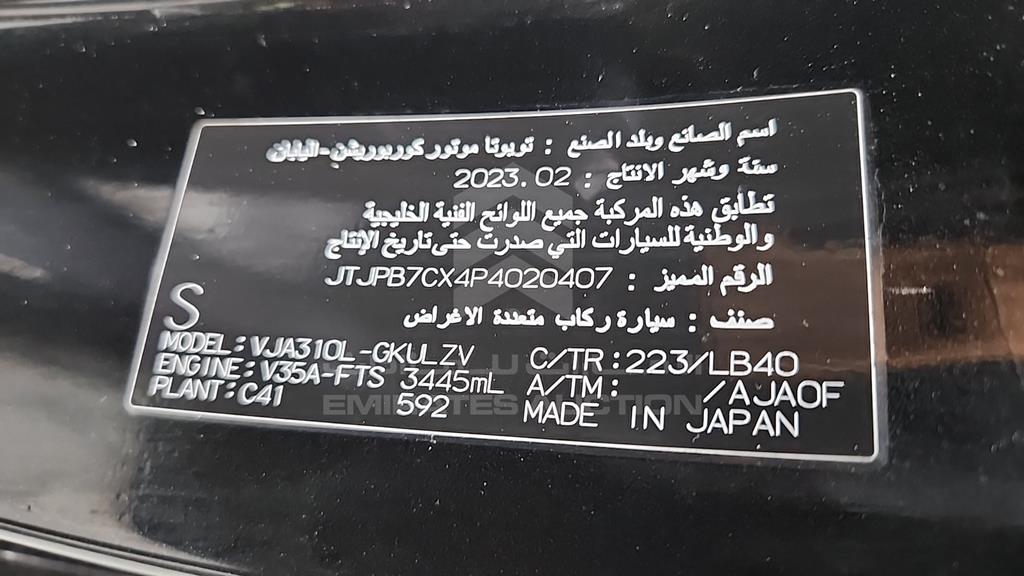 اسم الصانع وبلد الصنع : تويوتا موتور كوربوريشن-اليابان
سنة وشهر الانتاج : 2023.02
تطابق هذه المركبة جميع اللوائح الفنية الخليجية
والوطنية للسيارات التي صدرت حتى تاريخ الإنتاج
الرقم المميز : JTJPB7CX4P4020407
صنف : سيارة ركاب متعددة الاغراض
S
MODEL:VJA310L-GKULZV C/TR:223/LB40
ENGINE:V35A-FTS 3445mL A/TM: /AJA0F
PLANT:C41 592 MADE IN JAPAN
EMIRATES AUCTION